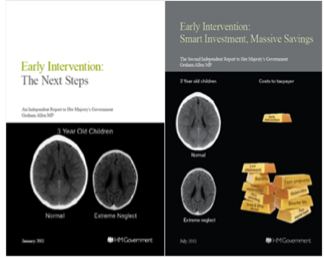 Early Intervention:
The Next Steps
An Independent Report to Her Majesty's Government
Graham Allen MP
3 Year Old Children
Normal
Extreme Neglect
January 2011
HM Government
Early Intervention:
Smart Investment, Massive Savings
The Second Independent Report to Her Majesty's Government
Graham Allen MP
3 Year old children
Costs to taxpayer
Normal
Extreme neglect
July 2011
HM Government